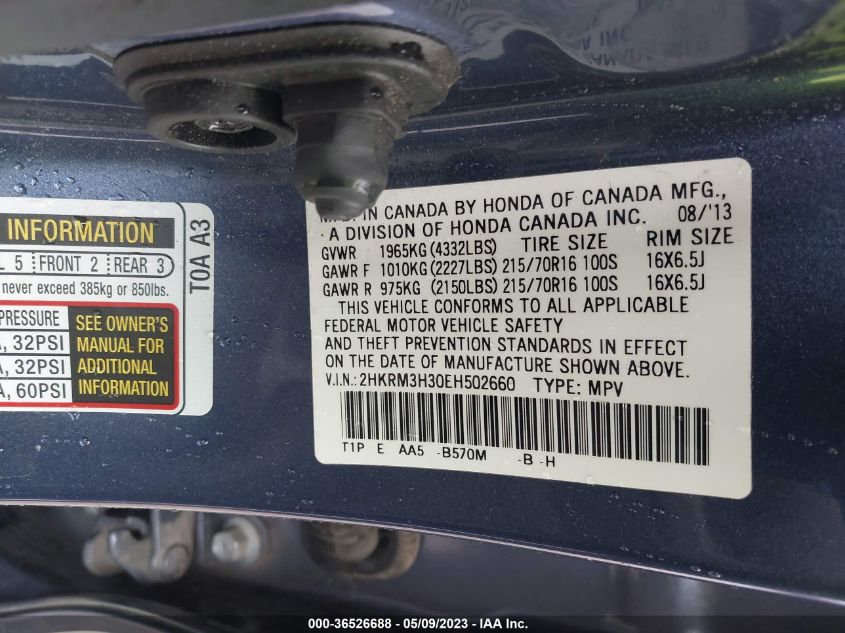 INFORMATION
5 FRONT 2 REAR 3
never exceed 385kg or 850lbs.
PRESSURE
32PSI
32PSI
60PSI
SEE OWNER'S
MANUAL FOR
ADDITIONAL
INFORMATION
T0A A3
IN CANADA BY HONDA OF CANADA MFG.,
A DIVISION OF HONDA CANADA INC. 08/'13
GVWR 1965KG (4332LBS) TIRE SIZE RIM SIZE
GAWR F 1010KG (2227LBS) 215/70R16 100S 16X6.5J
GAWR R 975KG (2150LBS) 215/70R16 100S 16X6.5J
THIS VEHICLE CONFORMS TO ALL APPLICABLE
FEDERAL MOTOR VEHICLE SAFETY
AND THEFT PREVENTION STANDARDS IN EFFECT
ON THE DATE OF MANUFACTURE SHOWN ABOVE.
V.I.N.: 2HKRM3H30EH502660 TYPE: MPV
T1P E AA5 -B570M -B -H
000-36526688 - 05/09/2023 - IAA Inc.